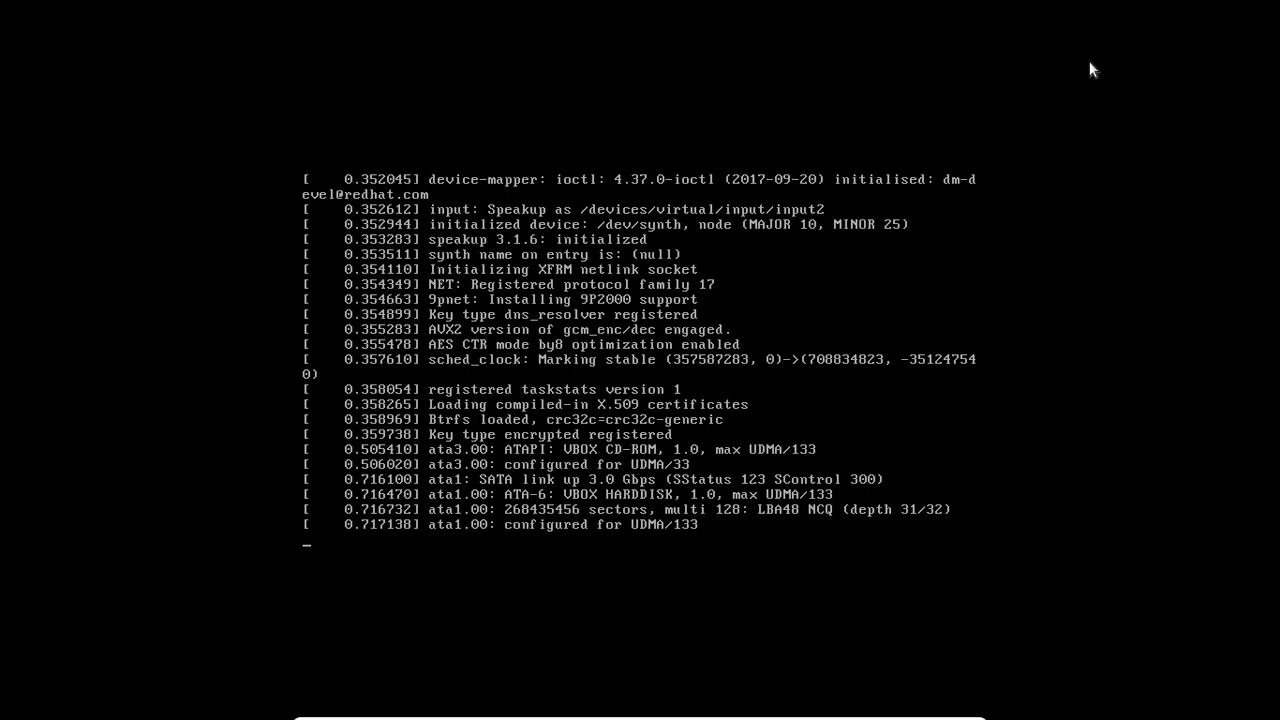 [    0.352045] device-mapper: ioctl: 4.37.0-ioctl (2017-09-20) initialised: dm-d
evel@redhat.com
[    0.352612] input: Speakup as /devices/virtual/input/input2
[    0.352944] initialized device: /dev/synth, node (MAJOR 10, MINOR 25)
[    0.353283] speakup 3.1.6: initialized
[    0.353511] synth name on entry is: (null)
[    0.354110] Initializing XFRM netlink socket
[    0.354349] NET: Registered protocol family 17
[    0.354663] 9pnet: Installing 9P2000 support
[    0.354899] Key type dns_resolver registered
[    0.355283] AVX2 version of gcm_enc/dec engaged.
[    0.355478] AES CTR mode by8 optimization enabled
[    0.357610] sched_clock: Marking stable (357587283, 0)->(708834823, -35124754
0)
[    0.358054] registered taskstats version 1
[    0.358265] Loading compiled-in X.509 certificates
[    0.358969] Btrfs loaded, crc32c=crc32c-generic
[    0.359738] Key type encrypted registered
[    0.505410] ata3.00: ATAPI: VBOX CD-ROM, 1.0, max UDMA/133
[    0.506020] ata3.00: configured for UDMA/33
[    0.716100] ata1: SATA link up 3.0 Gbps (SStatus 123 SControl 300)
[    0.716470] ata1.00: ATA-6: VBOX HARDDISK, 1.0, max UDMA/133
[    0.716732] ata1.00: 268435456 sectors, multi 128: LBA48 NCQ (depth 31/32)
[    0.717138] ata1.00: configured for UDMA/133
_